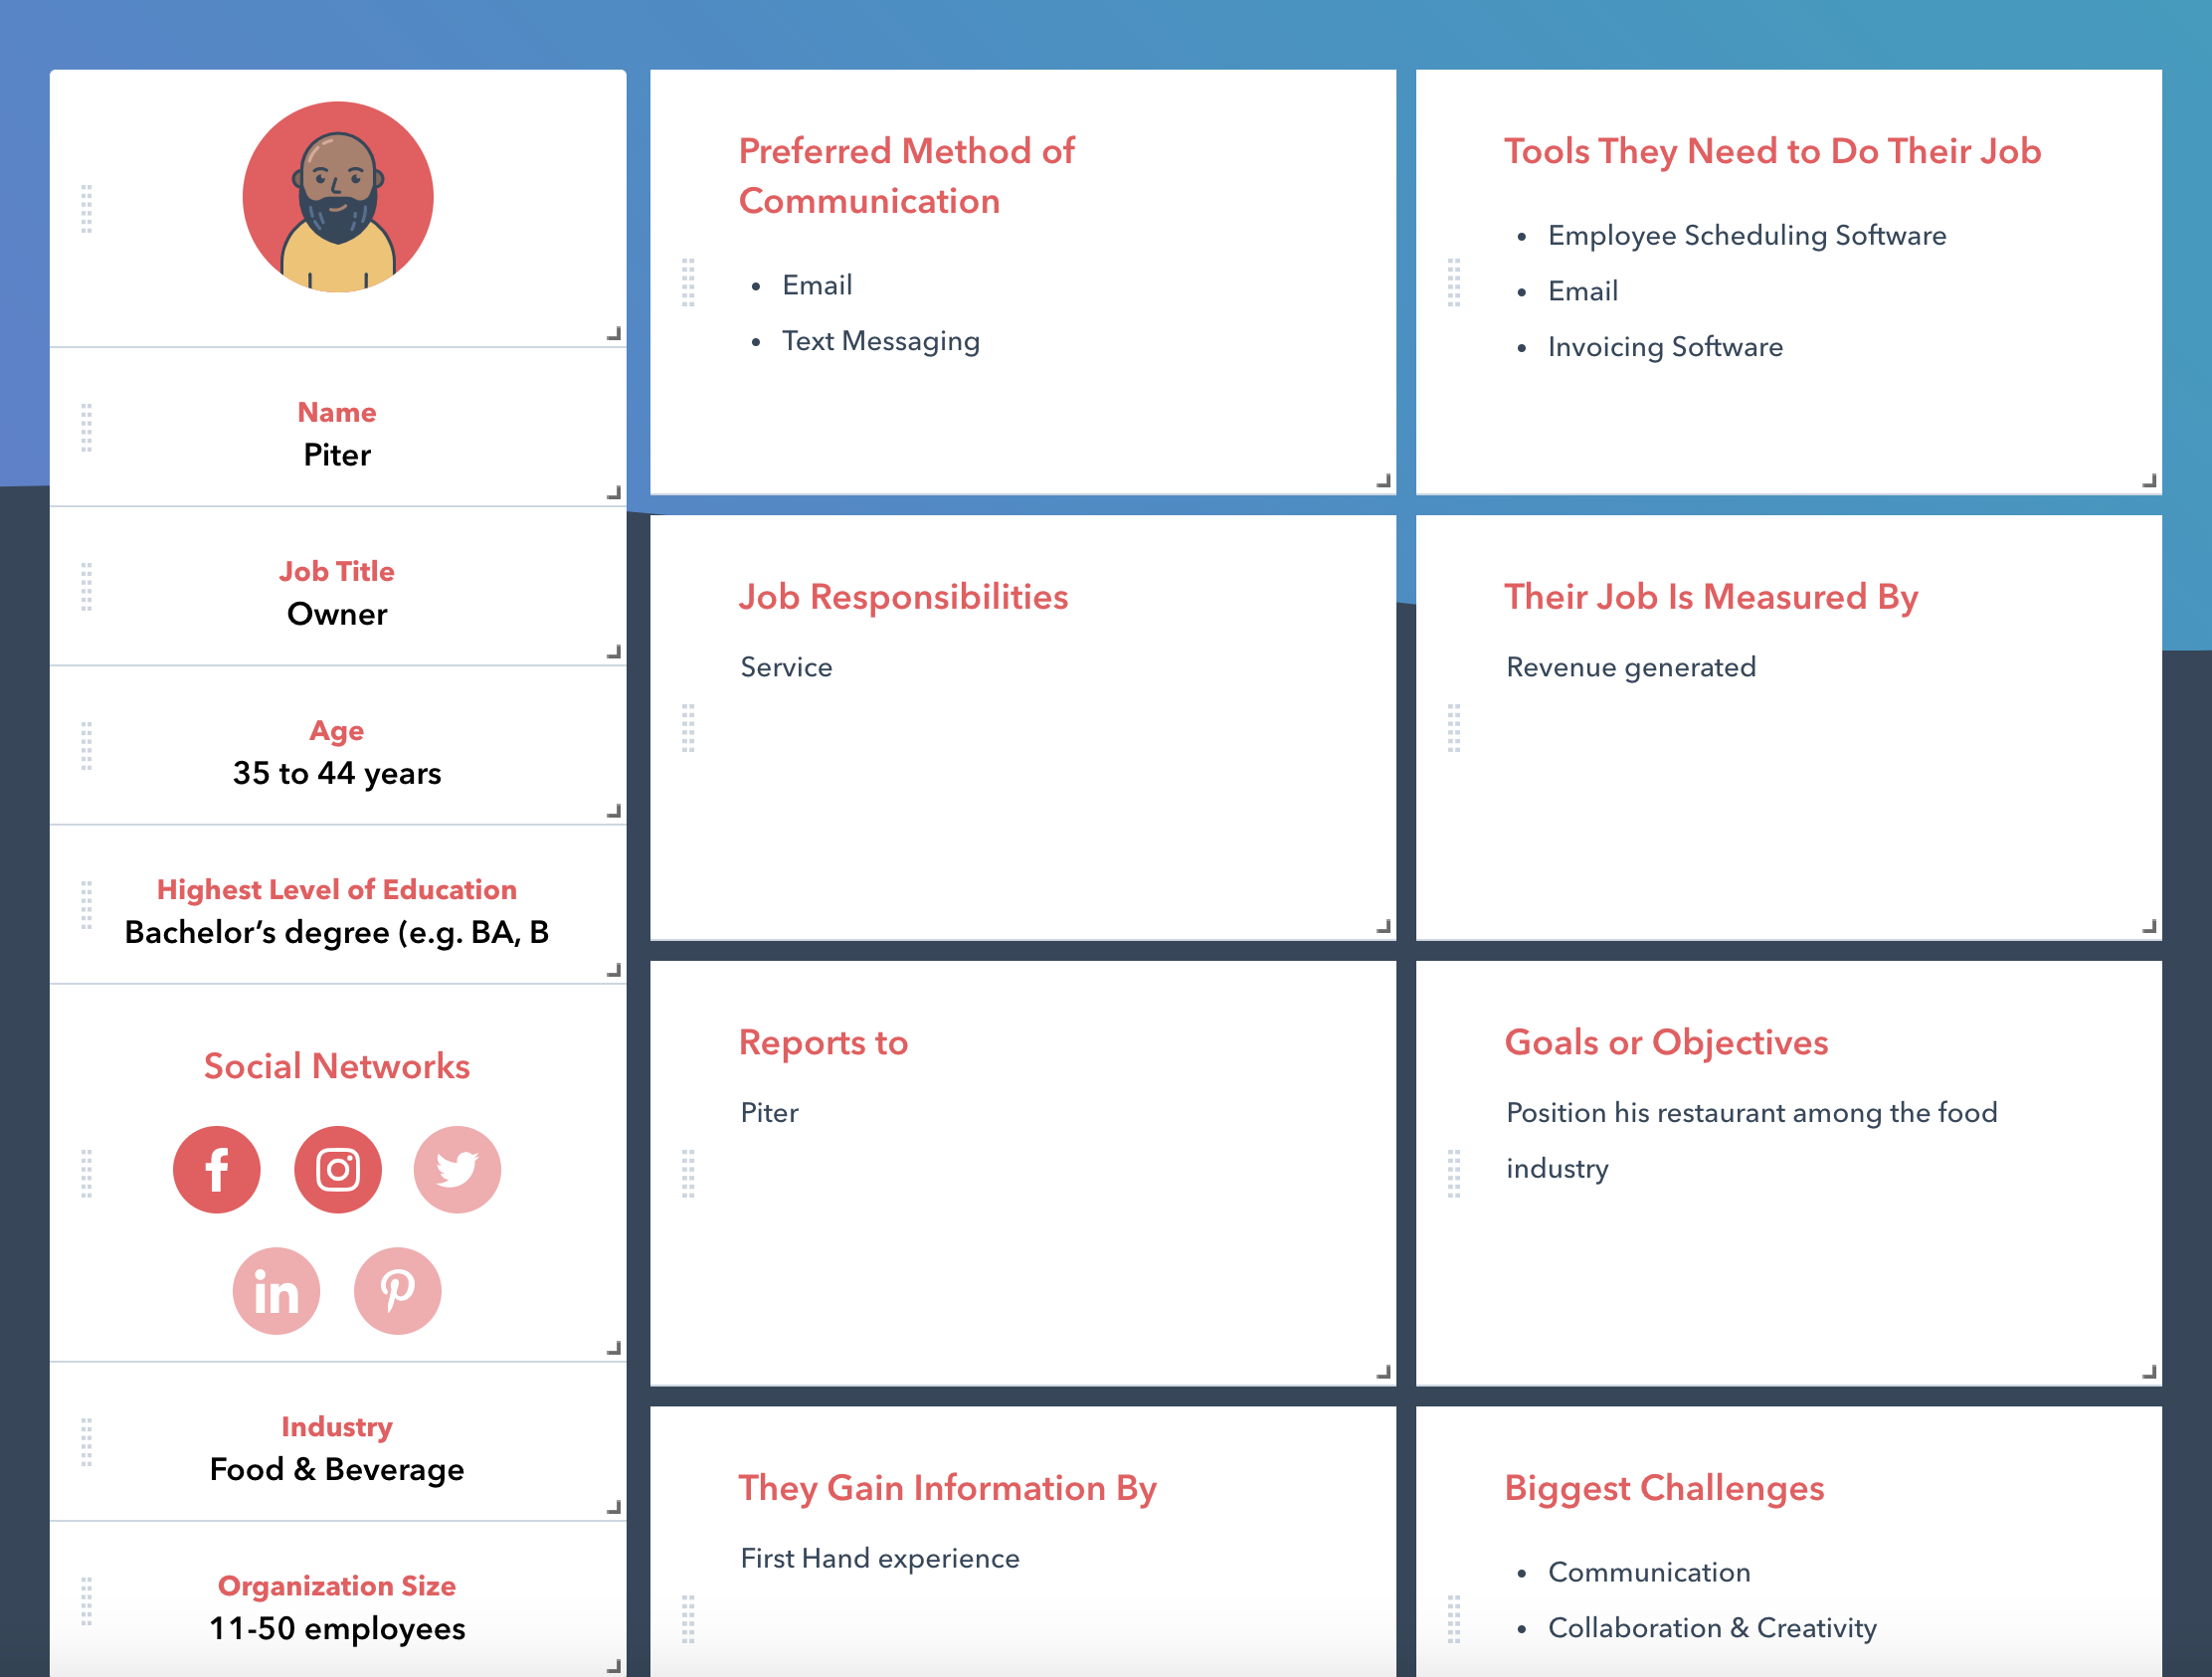 Name
Piter
Job Title
Owner
Age
35 to 44 years
Highest Level of Education
Bachelor’s degree (e.g. BA, B
Social Networks
Industry
Food & Beverage
Organization Size
11-50 employees
Preferred Method of
Communication
• Email
• Text Messaging
Tools They Need to Do Their Job
• Employee Scheduling Software
• Email
• Invoicing Software
Job Responsibilities
Service
Their Job Is Measured By
Revenue generated
Reports to
Piter
Goals or Objectives
Position his restaurant among the food
industry
They Gain Information By
First Hand experience
Biggest Challenges
• Communication
• Collaboration & Creativity